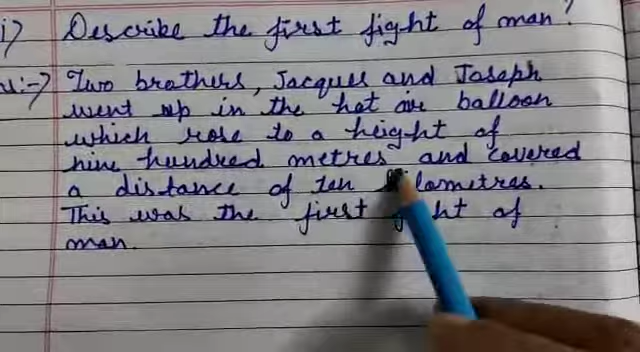 i) Describe the first fight of man?
:-) Two brothers, Jacques and Joseph
went up in the hot air balloon
which rose to a height of
nine hundred metres and covered
a distance of ten kilometres.
This was the first of
man.